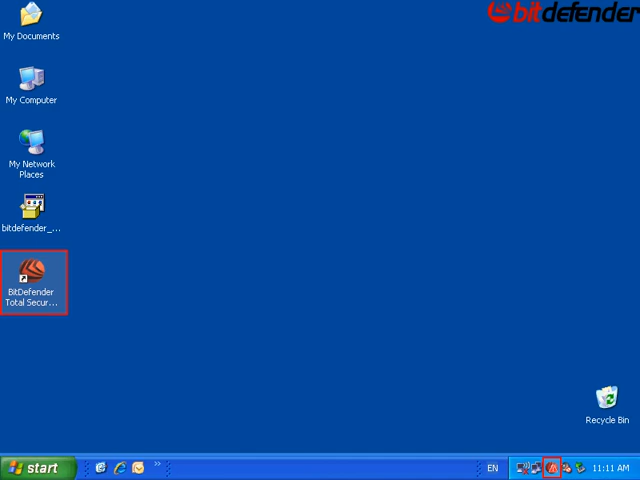 bitdefender
My Documents
My Computer
My Network
Places
bitdefender_...
BitDefender
Total Secur...
Recycle Bin
start
EN
11:11 AM